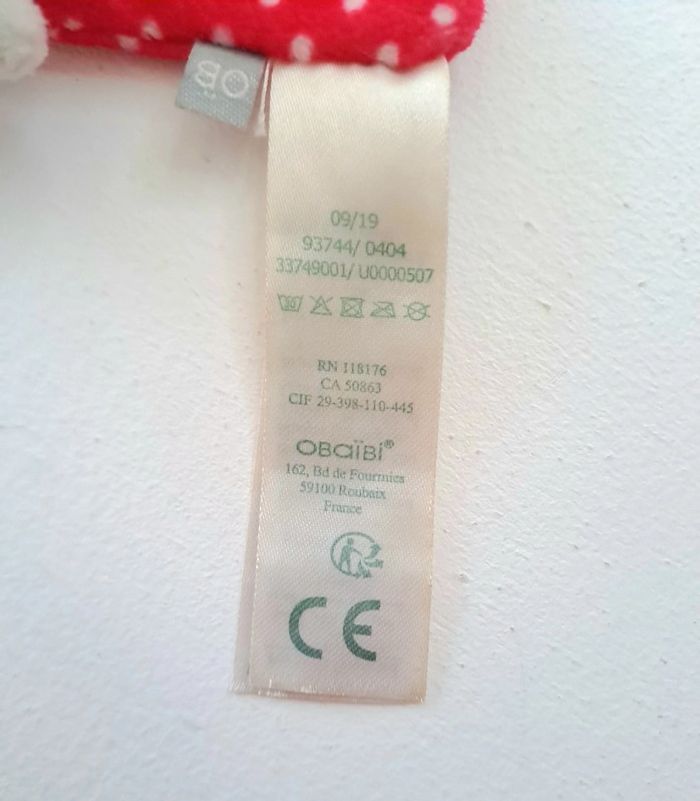 OB
09/19
93744/ 0404
33749001/ U0000507
30
RN 118176
CA 50863
CIF 29-398-110-445
OBaïBi®
162, Bd de Fourmies
59100 Roubaix
France
CE